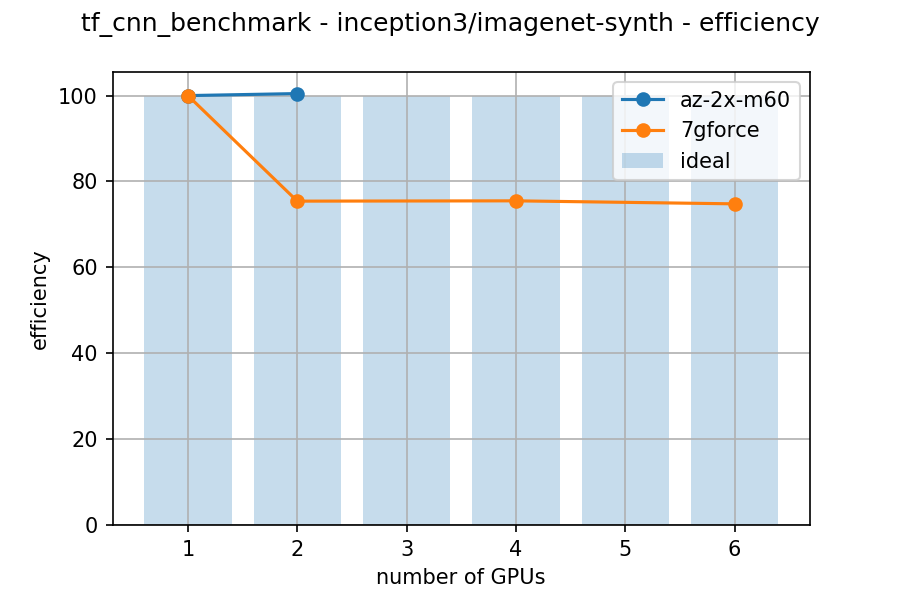 tf_cnn_benchmark - inception3/imagenet-synth - efficiency
az-2x-m60
7gforce
ideal
100
80
60
40
20
0
efficiency
1 2 3 4 5 6
number of GPUs